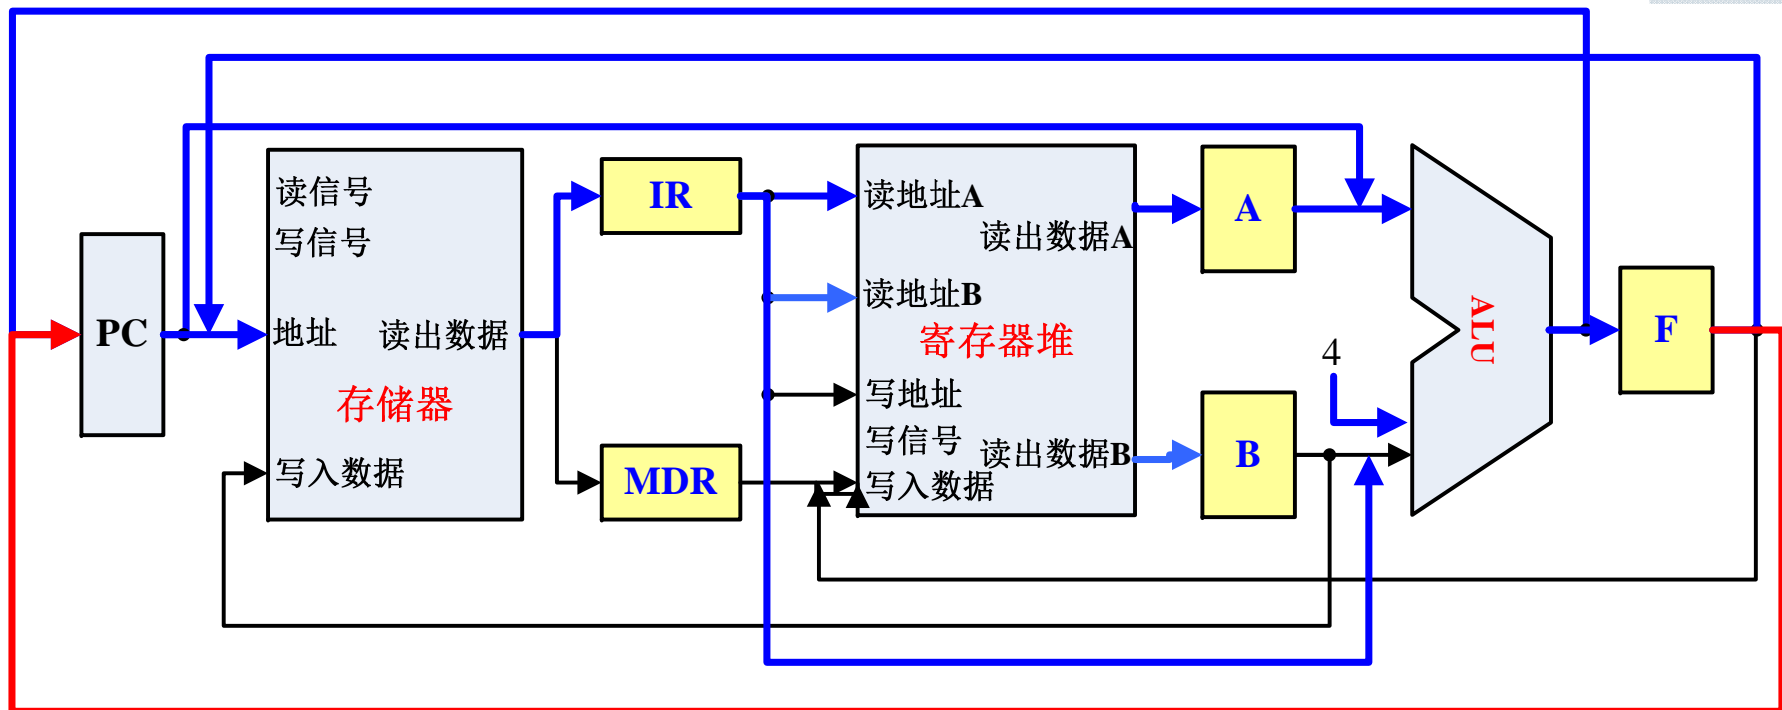 PC
读信号
写信号
地址
读出数据
存储器
写入数据
IR
MDR
读地址A
读出数据A
读地址B
寄存器堆
写地址
写信号
读出数据B
写入数据
A
B
4
ALU
F